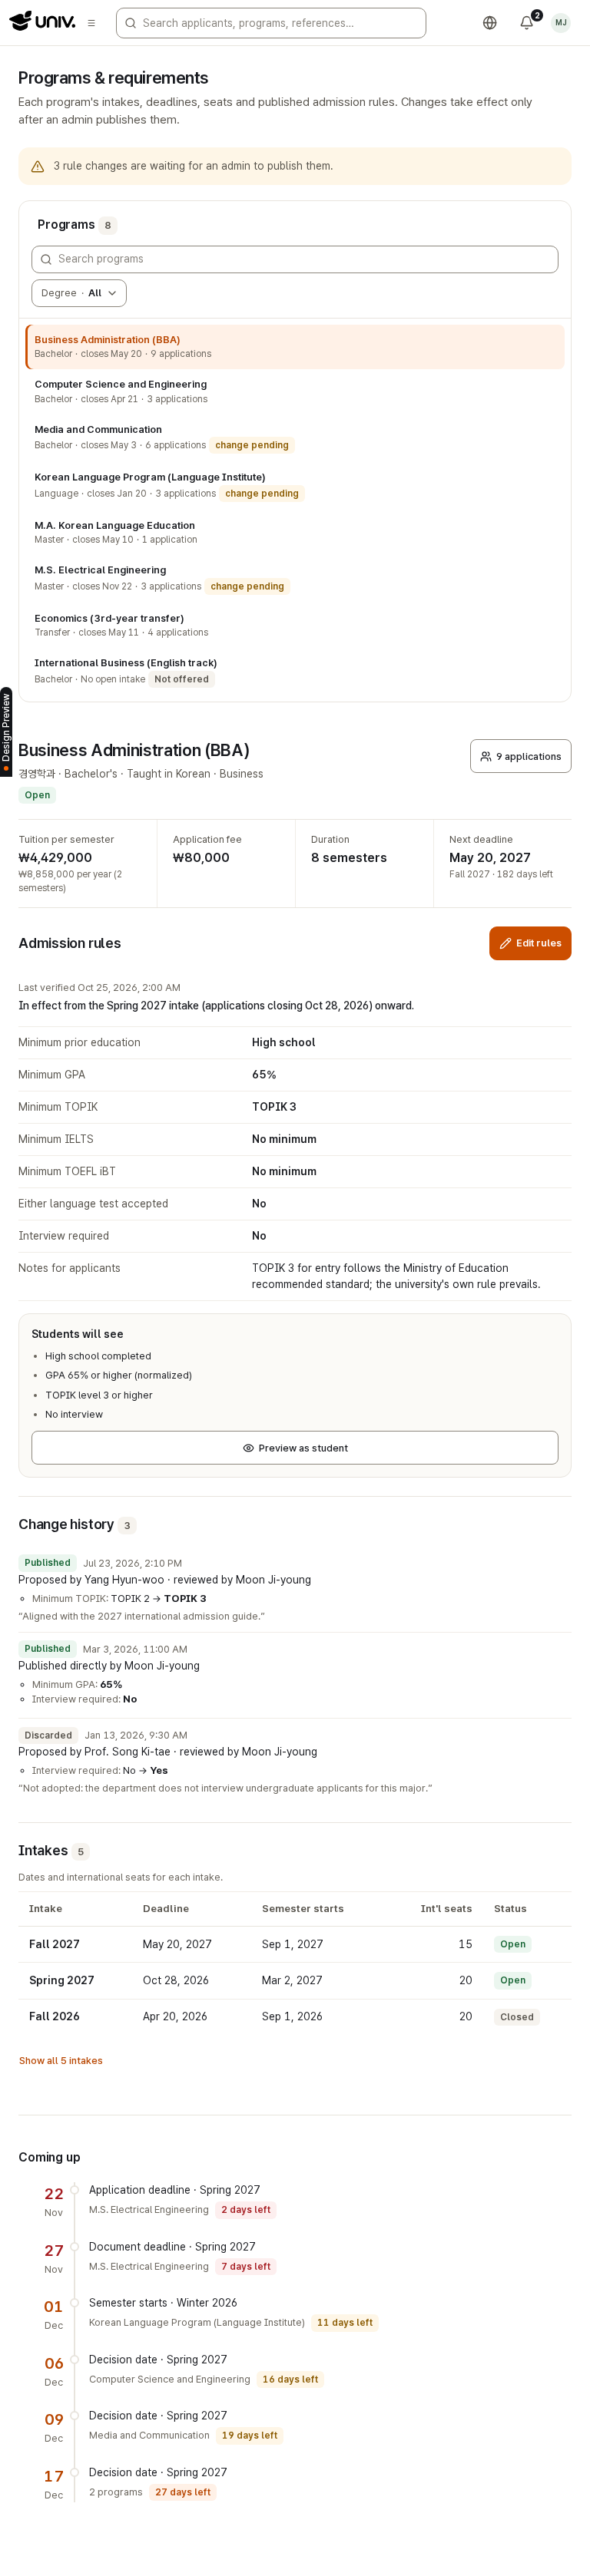 UNIV.
Search applicants, programs, references...
2
MJ
Programs & requirements
Each program's intakes, deadlines, seats and published admission rules. Changes take effect only
after an admin publishes them.
3 rule changes are waiting for an admin to publish them.
Programs 8
Search programs
Degree · All
Business Administration (BBA)
Bachelor · closes May 20 · 9 applications
Computer Science and Engineering
Bachelor · closes Apr 21 · 3 applications
Media and Communication
Bachelor · closes May 3 · 6 applications change pending
Korean Language Program (Language Institute)
Language · closes Jan 20 · 3 applications change pending
M.A. Korean Language Education
Master · closes May 10 · 1 application
M.S. Electrical Engineering
Master · closes Nov 22 · 3 applications change pending
Economics (3rd-year transfer)
Transfer · closes May 11 · 4 applications
International Business (English track)
Bachelor · No open intake Not offered
Design Preview
Business Administration (BBA)
9 applications
경영학과 · Bachelor's · Taught in Korean · Business
Open
Tuition per semester
₩4,429,000
₩8,858,000 per year (2
semesters)
Application fee
₩80,000
Duration
8 semesters
Next deadline
May 20, 2027
Fall 2027 · 182 days left
Admission rules
Edit rules
Last verified Oct 25, 2026, 2:00 AM
In effect from the Spring 2027 intake (applications closing Oct 28, 2026) onward.
Minimum prior education High school
Minimum GPA 65%
Minimum TOPIK TOPIK 3
Minimum IELTS No minimum
Minimum TOEFL iBT No minimum
Either language test accepted No
Interview required No
Notes for applicants TOPIK 3 for entry follows the Ministry of Education
recommended standard; the university's own rule prevails.
Students will see
• High school completed
• GPA 65% or higher (normalized)
• TOPIK level 3 or higher
• No interview
Preview as student
Change history 3
Published Jul 23, 2026, 2:10 PM
Proposed by Yang Hyun-woo · reviewed by Moon Ji-young
Minimum TOPIK: TOPIK 2 → TOPIK 3
“Aligned with the 2027 international admission guide.”
Published Mar 3, 2026, 11:00 AM
Published directly by Moon Ji-young
Minimum GPA: 65%
Interview required: No
Discarded Jan 13, 2026, 9:30 AM
Proposed by Prof. Song Ki-tae · reviewed by Moon Ji-young
Interview required: No → Yes
“Not adopted: the department does not interview undergraduate applicants for this major.”
Intakes 5
Dates and international seats for each intake.
Intake Deadline Semester starts Int'l seats Status
Fall 2027 May 20, 2027 Sep 1, 2027 15 Open
Spring 2027 Oct 28, 2026 Mar 2, 2027 20 Open
Fall 2026 Apr 20, 2026 Sep 1, 2026 20 Closed
Show all 5 intakes
Coming up
22 Nov
Application deadline · Spring 2027
M.S. Electrical Engineering 2 days left
27 Nov
Document deadline · Spring 2027
M.S. Electrical Engineering 7 days left
01 Dec
Semester starts · Winter 2026
Korean Language Program (Language Institute) 11 days left
06 Dec
Decision date · Spring 2027
Computer Science and Engineering 16 days left
09 Dec
Decision date · Spring 2027
Media and Communication 19 days left
17 Dec
Decision date · Spring 2027
2 programs 27 days left